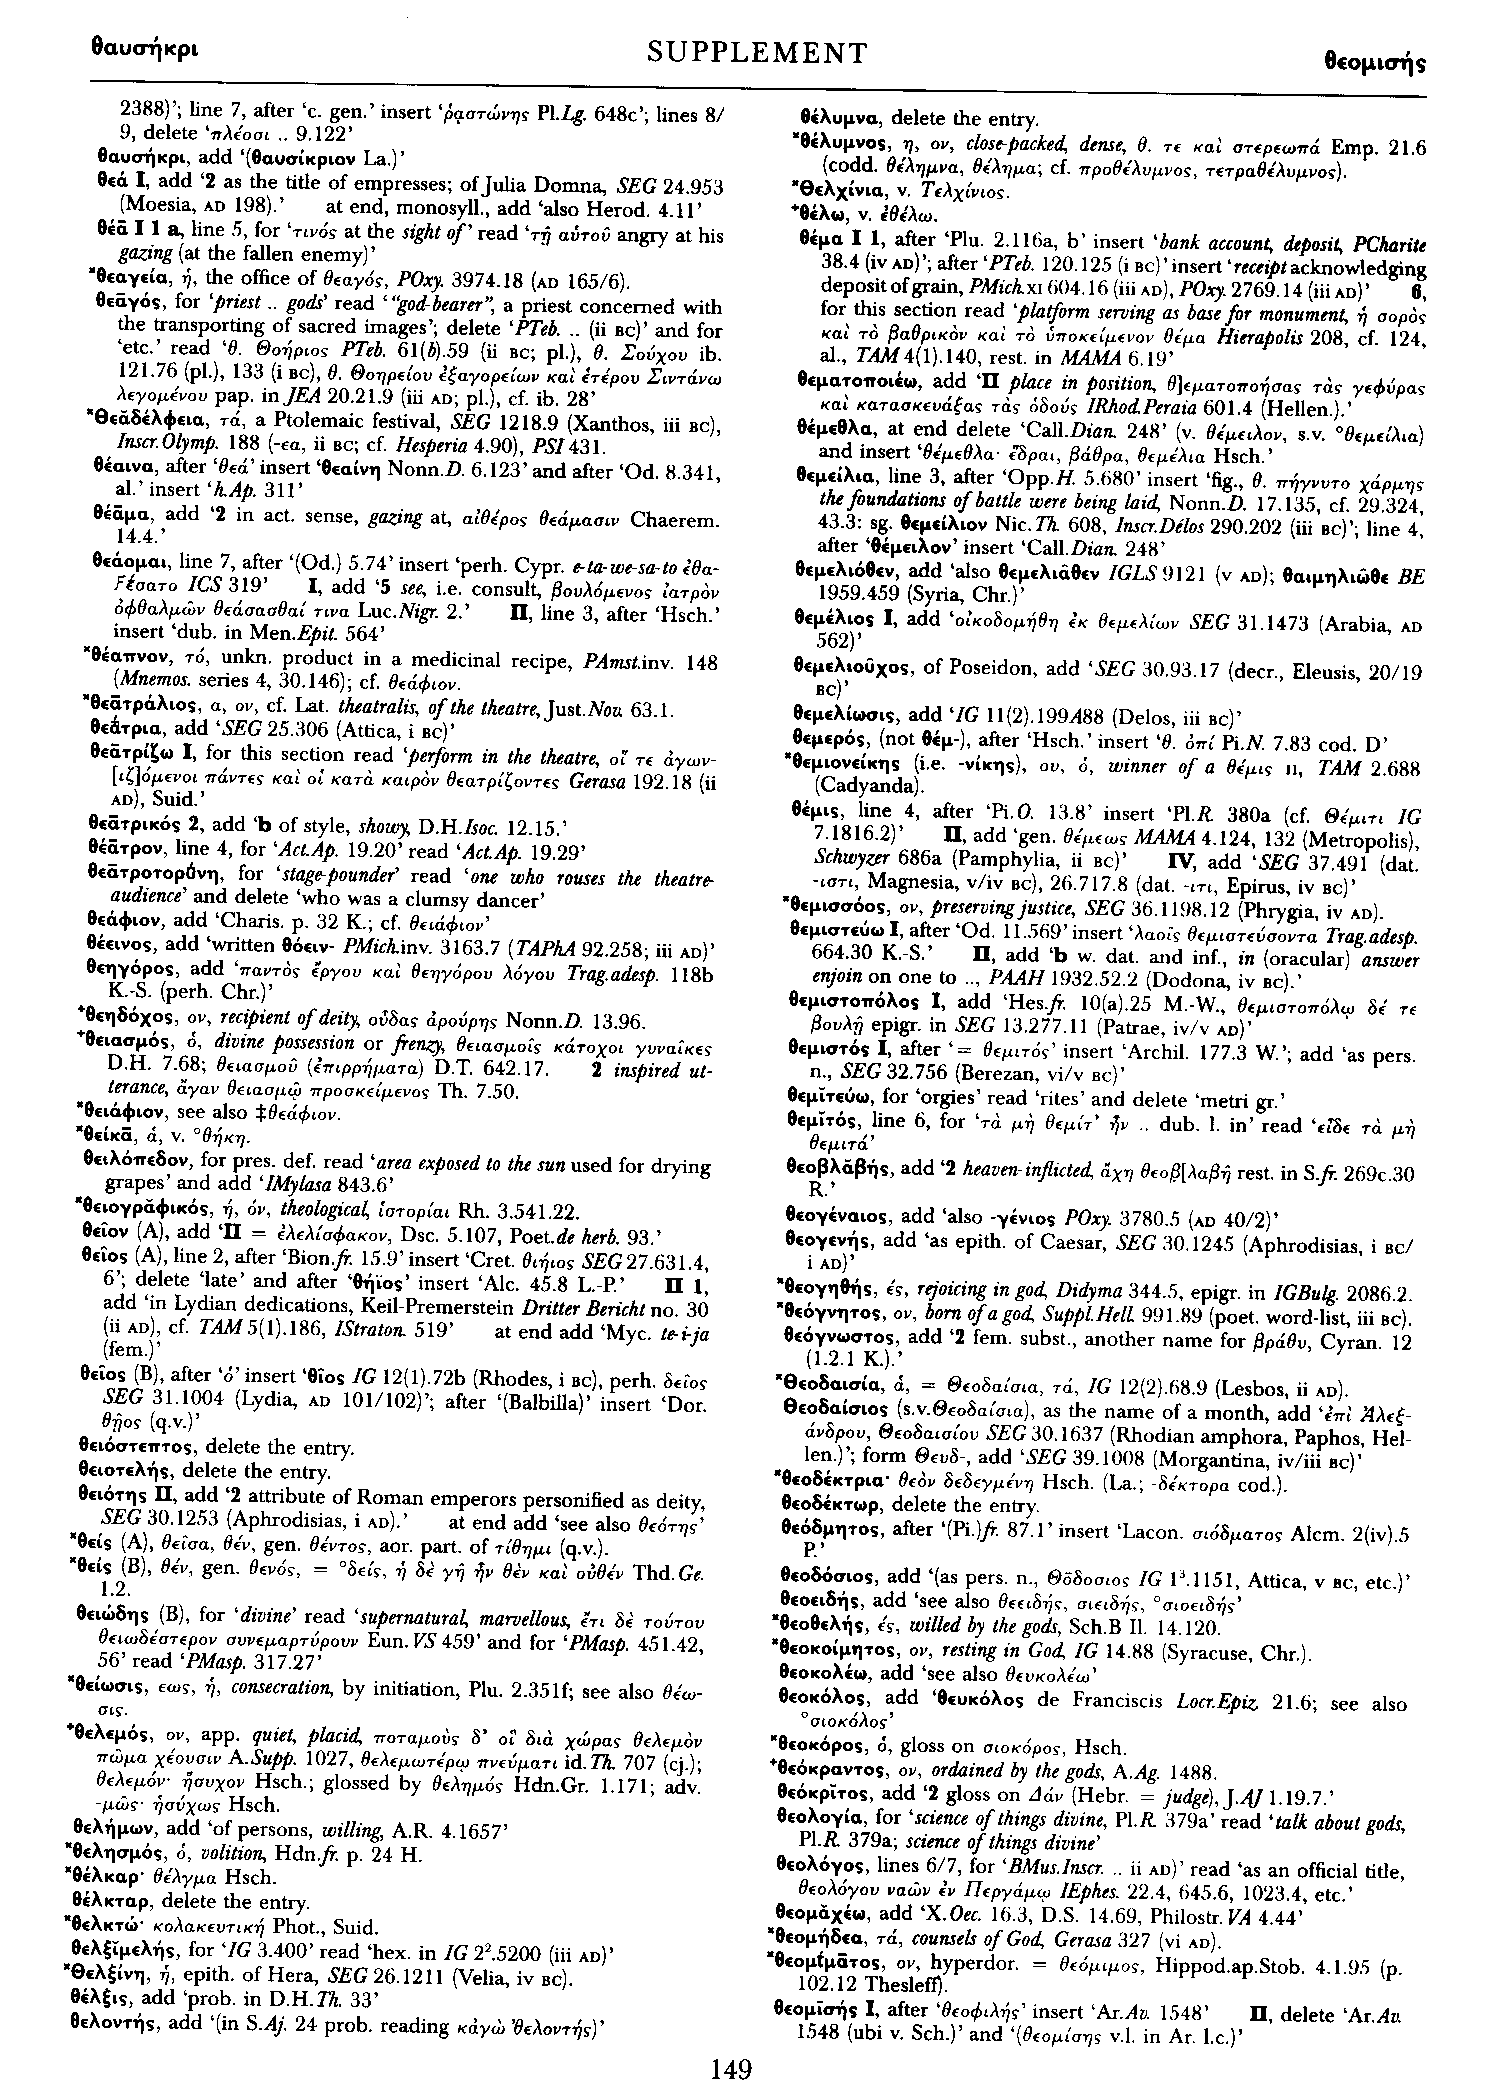 θαυσήκρι
SUPPLEMENT
θεομισής
2388)’; line 7, after ‘c. gen.’ insert ‘ῥᾳστώνης Pl.Lg. 648c’; lines 8/
9, delete ‘πλέοσι .. 9.122’
θαυσήκρι, add ‘(θαυσίκριον La.)’
θεά I, add ‘2 as the title of empresses; of Julia Domna, SEG 24.953
(Moesia, AD 198).’ at end, monosyll., add ‘also Herod. 4.11’
θέᾱ I 1 a, line 5, for ‘τινός at the sight of’ read ‘τῇ αὐτοῦ angry at his
gazing (at the fallen enemy)’
*θεαγεία, ἡ, the office of θεαγός, POxy. 3974.18 (AD 165/6).
θεᾱγός, for ‘priest .. gods’ read ‘“god-bearer”, a priest concerned with
the transporting of sacred images’; delete ‘PTeb. .. (ii BC)’ and for
‘etc.’ read ‘θ. Θοήριος PTeb. 61(b).59 (ii BC; pl.), θ. Σούχου ib.
121.76 (pl.), 133 (i BC), θ. Θοηρείου ἐξαγορείων καὶ ἑτέρου Σιντάνω
λεγομένου pap. in JEA 20.21.9 (iii AD; pl.), cf. ib. 28’
*Θεᾱδέλφεια, τά, a Ptolemaic festival, SEG 1218.9 (Xanthos, iii BC),
Inscr.Olymp. 188 (-εα, ii BC; cf. Hesperia 4.90), PSI 431.
θέαινα, after ‘θεά’ insert ‘θεαίνη Nonn.D. 6.123’ and after ‘Od. 8.341,
al.’ insert ‘h.Ap. 311’
θέᾱμα, add ‘2 in act. sense, gazing at, αἰθέρος θεάμασιν Chaerem.
14.4.’
θεάομαι, line 7, after ‘(Od.) 5.74’ insert ‘perh. Cypr. e-ta-we-sa-to ἐθα-
Ϝέσατο ICS 319’ I, add ‘5 see, i.e. consult, βουλόμενος ἰατρὸν
ὀφθαλμῶν θεάσασθαί τινα Luc.Nigr. 2.’ II, line 3, after ‘Hsch.’
insert ‘dub. in Men.Epit. 564’
*θέαπνον, τό, unkn. product in a medicinal recipe, PAmst.inv. 148
(Mnemos. series 4, 30.146); cf. θεάφιον.
*θεᾱτράλιος, α, ον, cf. Lat. theatralis, of the theatre, Just.Nov. 63.1.
θεᾱ́τρια, add ‘SEG 25.306 (Attica, i BC)’
θεᾱτρίζω I, for this section read ‘perform in the theatre, οἵ τε ἀγων-
[ιζ]όμενοι πάντες καὶ οἱ κατὰ καιρὸν θεατρίζοντες Gerasa 192.18 (ii
AD), Suid.’
θεᾱτρικός 2, add ‘b of style, showy, D.H.Isoc. 12.15.’
θέᾱτρον, line 4, for ‘Act.Ap. 19.20’ read ‘Act.Ap. 19.29’
θεᾱτροτορῡ́νη, for ‘stage-pounder’ read ‘one who rouses the theatre-
audience’ and delete ‘who was a clumsy dancer’
θεάφιον, add ‘Charis. p. 32 K.; cf. θειάφιον’
θέεινος, add ‘written θόειν- PMich.inv. 3163.7 (TAPhA 92.258; iii AD)’
θεηγόρος, add ‘παντὸς ἔργου καὶ θεηγόρου λόγου Trag.adesp. 118b
K.-S. (perh. Chr.)’
⁺θεηδόχος, ον, recipient of deity, οὖδας ἀρούρης Nonn.D. 13.96.
⁺θειασμός, ὁ, divine possession or frenzy, θειασμοῖς κάτοχοι γυναῖκες
D.H. 7.68; θειασμοῦ (ἐπιρρήματα) D.T. 642.17. 2 inspired ut-
terance, ἄγαν θειασμῷ προσκείμενος Th. 7.50.
*θειάφιον, see also ‡θεάφιον.
*θείκᾱ, ἁ, v. °θήκη.
θειλόπεδον, for pres. def. read ‘area exposed to the sun used for drying
grapes’ and add ‘IMylasa 843.6’
*θειογρᾰφικός, ή, όν, theological, ἱστορίαι Rh. 3.541.22.
θεῖον (A), add ‘II = ἐλελίσφακον, Dsc. 5.107, Poet.de herb. 93.’
θεῖος (A), line 2, after ‘Bion.fr. 15.9’ insert ‘Cret. θιήιος SEG 27.631.4,
6’; delete ‘late’ and after ‘θήϊος’ insert ‘Alc. 45.8 L.-P.’ II 1,
add ‘in Lydian dedications, Keil-Premerstein Dritter Bericht no. 30
(ii AD), cf. TAM 5(1).186, IStraton. 519’ at end add ‘Myc. te-i-ja
(fem.)’
θεῖος (B), after ‘ὁ’ insert ‘θῖος IG 12(1).72b (Rhodes, i BC), perh. δεῖος
SEG 31.1004 (Lydia, AD 101/102)’; after ‘(Balbilla)’ insert ‘Dor.
θῆος (q.v.)’
θειόστεπτος, delete the entry.
θειοτελής, delete the entry.
θειότης II, add ‘2 attribute of Roman emperors personified as deity,
SEG 30.1253 (Aphrodisias, i AD).’ at end add ‘see also θεότης’
*θείς (A), θεῖσα, θέν, gen. θέντος, aor. part. of τίθημι (q.v.).
*θείς (B), θέν, gen. θενός, = °δείς, ἡ δὲ γῆ ἦν θὲν καὶ οὐθέν Thd.Ge.
1.2.
θειώδης (B), for ‘divine’ read ‘supernatural, marvellous, ἔτι δὲ τούτου
θειωδέστερον συνεμαρτύρουν Eun.VS 459’ and for ‘PMasp. 451.42,
56’ read ‘PMasp. 317.27’
*θείωσις, εως, ἡ, consecration, by initiation, Plu. 2.351f; see also θέω-
σις.
⁺θελεμός, ον, app. quiet, placid, ποταμοὺς δ’ οἳ διὰ χώρας θελεμὸν
πῶμα χέουσιν A.Supp. 1027, θελεμωτέρῳ πνεύματι id.Th. 707 (cj.);
θελεμόν· ἥσυχον Hsch.; glossed by θελημός Hdn.Gr. 1.171; adv.
-μῶς· ἡσύχως Hsch.
θελήμων, add ‘of persons, willing, A.R. 4.1657’
*θελησμός, ὁ, volition, Hdn.fr. p. 24 H.
*θέλκαρ· θέλγμα Hsch.
θέλκταρ, delete the entry.
*θελκτώ· κολακευτική Phot., Suid.
θελξῐμελής, for ‘IG 3.400’ read ‘hex. in IG 2².5200 (iii AD)’
*Θελξίνη, ἡ, epith. of Hera, SEG 26.1211 (Velia, iv BC).
θέλξις, add ‘prob. in D.H.Th. 33’
θελοντής, add ‘(in S.Aj. 24 prob. reading κἀγὼ ’θελοντής)’
θέλυμνα, delete the entry.
*θέλυμνος, η, ον, close-packed, dense, θ. τε καὶ στερεωπά Emp. 21.6
(codd. θέλημνα, θέλημα; cf. προθέλυμνος, τετραθέλυμνος).
*Θελχίνια, v. Τελχίνιος.
⁺θέλω, v. ἐθέλω.
θέμα I 1, after ‘Plu. 2.116a, b’ insert ‘bank account, deposit, PCharite
38.4 (iv AD)’; after ‘PTeb. 120.125 (i BC)’ insert ‘receipt acknowledging
deposit of grain, PMich.XI 604.16 (iii AD), POxy. 2769.14 (iii AD)’ 6,
for this section read ‘platform serving as base for monument, ἡ σορὸς
καὶ τὸ βαθρικὸν καὶ τὸ ὑποκείμενον θέμα Hierapolis 208, cf. 124,
al., TAM 4(1).140, rest. in MAMA 6.19’
θεματοποιέω, add ‘II place in position, θ]εματοποήσας τὰς γεφύρας
καὶ κατασκευάξας τὰς ὁδούς IRhod.Peraia 601.4 (Hellen.).’
θέμεθλα, at end delete ‘Call.Dian. 248’ (v. θέμειλον, s.v. °θεμείλια)
and insert ‘θέμεθλα· ἕδραι, βάθρα, θεμέλια Hsch.’
θεμείλια, line 3, after ‘Opp.H. 5.680’ insert ‘fig., θ. πήγνυτο χάρμης
the foundations of battle were being laid, Nonn.D. 17.135, cf. 29.324,
43.3: sg. θεμείλιον Nic.Th. 608, Inscr.Délos 290.202 (iii BC)’; line 4,
after ‘θέμειλον’ insert ‘Call.Dian. 248’
θεμελιόθεν, add ‘also θεμελιᾶθεν IGLS 9121 (v AD); θαιμηλιῶθε BE
1959.459 (Syria, Chr.)’
θεμέλιος I, add ‘οἰκοδομήθη ἐκ θεμελίων SEG 31.1473 (Arabia, AD
562)’
θεμελιοῦχος, of Poseidon, add ‘SEG 30.93.17 (decr., Eleusis, 20/19
BC)’
θεμελίωσις, add ‘IG 11(2).199A88 (Delos, iii BC)’
θεμερός, (not θέμ-), after ‘Hsch.’ insert ‘θ. ὀπί Pi.N. 7.83 cod. D’
*θεμιονείκης (i.e. -νίκης), ου, ὁ, winner of a θέμις II, TAM 2.688
(Cadyanda).
θέμις, line 4, after ‘Pi.O. 13.8’ insert ‘Pl.R. 380a (cf. Θέμιτι IG
7.1816.2)’ II, add ‘gen. θέμεως MAMA 4.124, 132 (Metropolis),
Schwyzer 686a (Pamphylia, ii BC)’ IV, add ‘SEG 37.491 (dat.
-ιστι, Magnesia, v/iv BC), 26.717.8 (dat. -ιτι, Epirus, iv BC)’
*θεμισσόος, ον, preserving justice, SEG 36.1198.12 (Phrygia, iv AD).
θεμιστεύω I, after ‘Od. 11.569’ insert ‘λαοῖς θεμιστεύσοντα Trag.adesp.
664.30 K.-S.’ II, add ‘b w. dat. and inf., in (oracular) answer
enjoin on one to .., PAAH 1932.52.2 (Dodona, iv BC).’
θεμιστοπόλος I, add ‘Hes.fr. 10(a).25 M.-W., θεμιστοπόλῳ δέ τε
βουλῇ epigr. in SEG 13.277.11 (Patrae, iv/v AD)’
θεμιστός I, after ‘= θεμιτός’ insert ‘Archil. 177.3 W.’; add ‘as pers.
n., SEG 32.756 (Berezan, vi/v BC)’
θεμῐτεύω, for ‘orgies’ read ‘rites’ and delete ‘metri gr.’
θεμῐτός, line 6, for ‘τὰ μὴ θεμίτ’ ἦν .. dub. l. in’ read ‘εἶδε τὰ μὴ
θεμιτά’
θεοβλᾰβής, add ‘2 heaven-inflicted, ἄχη θεοβ[λαβῆ rest. in S.fr. 269c.30
R.’
θεογέναιος, add ‘also -γένιος POxy. 3780.5 (AD 40/2)’
θεογενής, add ‘as epith. of Caesar, SEG 30.1245 (Aphrodisias, i BC/
i AD)’
*θεογηθής, ές, rejoicing in god, Didyma 344.5, epigr. in IGBulg. 2086.2.
*θεόγνητος, ον, born of a god, Suppl.Hell. 991.89 (poet. word-list, iii BC).
θεόγνωστος, add ‘2 fem. subst., another name for βράθυ, Cyran. 12
(1.2.1 K.).’
*Θεοδαισία, ἁ, = Θεοδαίσια, τά, IG 12(2).68.9 (Lesbos, ii AD).
Θεοδαίσιος (s.v.Θεοδαίσια), as the name of a month, add ‘ἐπὶ Ἀλεξ-
άνδρου, Θεοδαισίου SEG 30.1637 (Rhodian amphora, Paphos, Hel-
len.)’; form Θευδ-, add ‘SEG 39.1008 (Morgantina, iv/iii BC)’
*θεοδέκτρια· θεὸν δεδεγμένη Hsch. (La.; -δέκτορα cod.).
θεοδέκτωρ, delete the entry.
θεόδμητος, after ‘(Pi.)fr. 87.1’ insert ‘Lacon. σιόδματος Alcm. 2(iv).5
P.’
θεοδόσιος, add ‘(as pers. n., Θōδοσιος IG 1³.1151, Attica, v BC, etc.)’
θεοειδής, add ‘see also θεειδής, σιειδής, °σιοειδής’
*θεοθελής, ές, willed by the gods, Sch.B Il. 14.120.
*θεοκοίμητος, ον, resting in God, IG 14.88 (Syracuse, Chr.).
θεοκολέω, add ‘see also θευκολέω’
θεοκόλος, add ‘θευκόλος de Franciscis Locr.Epiz. 21.6; see also
°σιοκόλος’
*θεοκόρος, ὁ, gloss on σιοκόρος, Hsch.
⁺θεόκραντος, ον, ordained by the gods, A.Ag. 1488.
θεόκρῐτος, add ‘2 gloss on Δάν (Hebr. = judge), J.AJ 1.19.7.’
θεολογία, for ‘science of things divine, Pl.R. 379a’ read ‘talk about gods,
Pl.R. 379a; science of things divine’
θεολόγος, lines 6/7, for ‘BMus.Inscr. .. ii AD)’ read ‘as an official title,
θεολόγου ναῶν ἐν Περγάμῳ IEphes. 22.4, 645.6, 1023.4, etc.’
θεομᾰχέω, add ‘X.Oec. 16.3, D.S. 14.69, Philostr.VA 4.44’
*θεομήδεα, τά, counsels of God, Gerasa 327 (vi AD).
*θεομί̄μᾱτος, ον, hyperdor. = θεόμιμος, Hippod.ap.Stob. 4.1.95 (p.
102.12 Thesleff).
θεομῑσής I, after ‘θεοφιλής’ insert ‘Ar.Av. 1548’ II, delete ‘Ar.Av.
1548 (ubi v. Sch.)’ and ‘(θεομίσης v.l. in Ar. l.c.)’
149